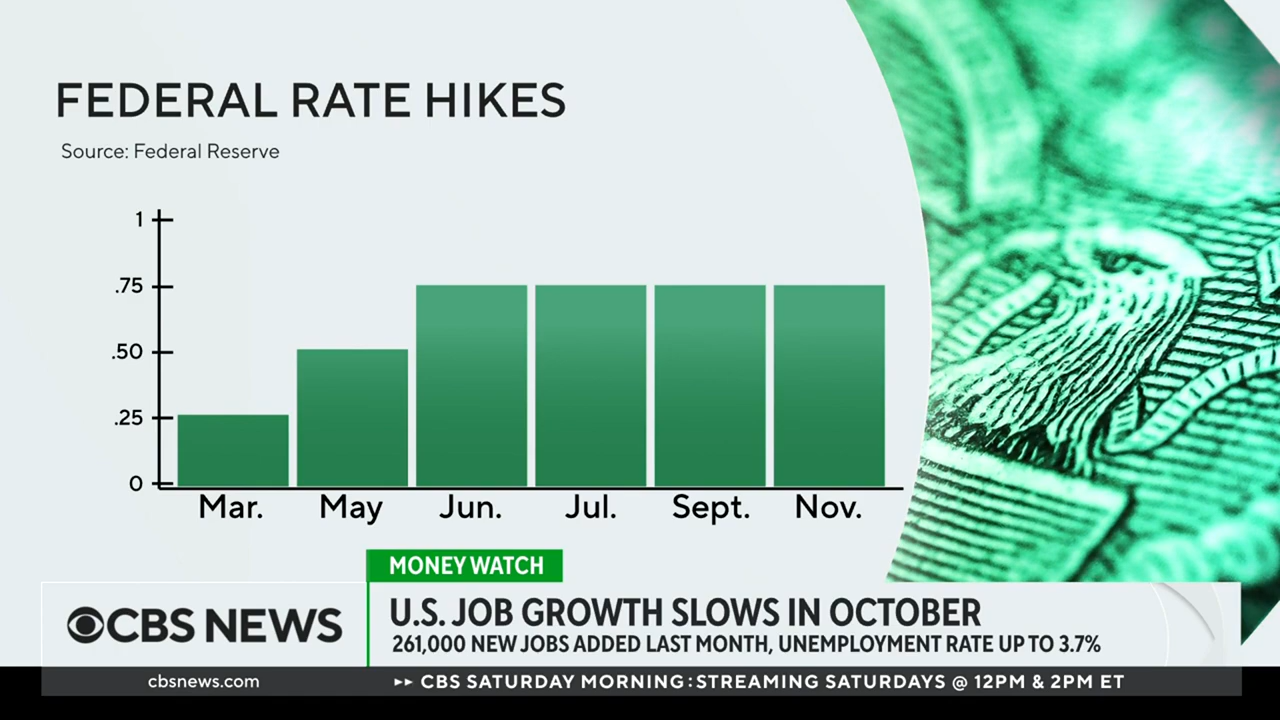 FEDERAL RATE HIKES
Source: Federal Reserve
1
.75
.50
.25
0
Mar. May Jun. Jul. Sept. Nov.
MONEY WATCH
CBS NEWS
U.S. JOB GROWTH SLOWS IN OCTOBER
261,000 NEW JOBS ADDED LAST MONTH, UNEMPLOYMENT RATE UP TO 3.7%
cbsnews.com
CBS SATURDAY MORNING: STREAMING SATURDAYS @ 12PM & 2PM ET